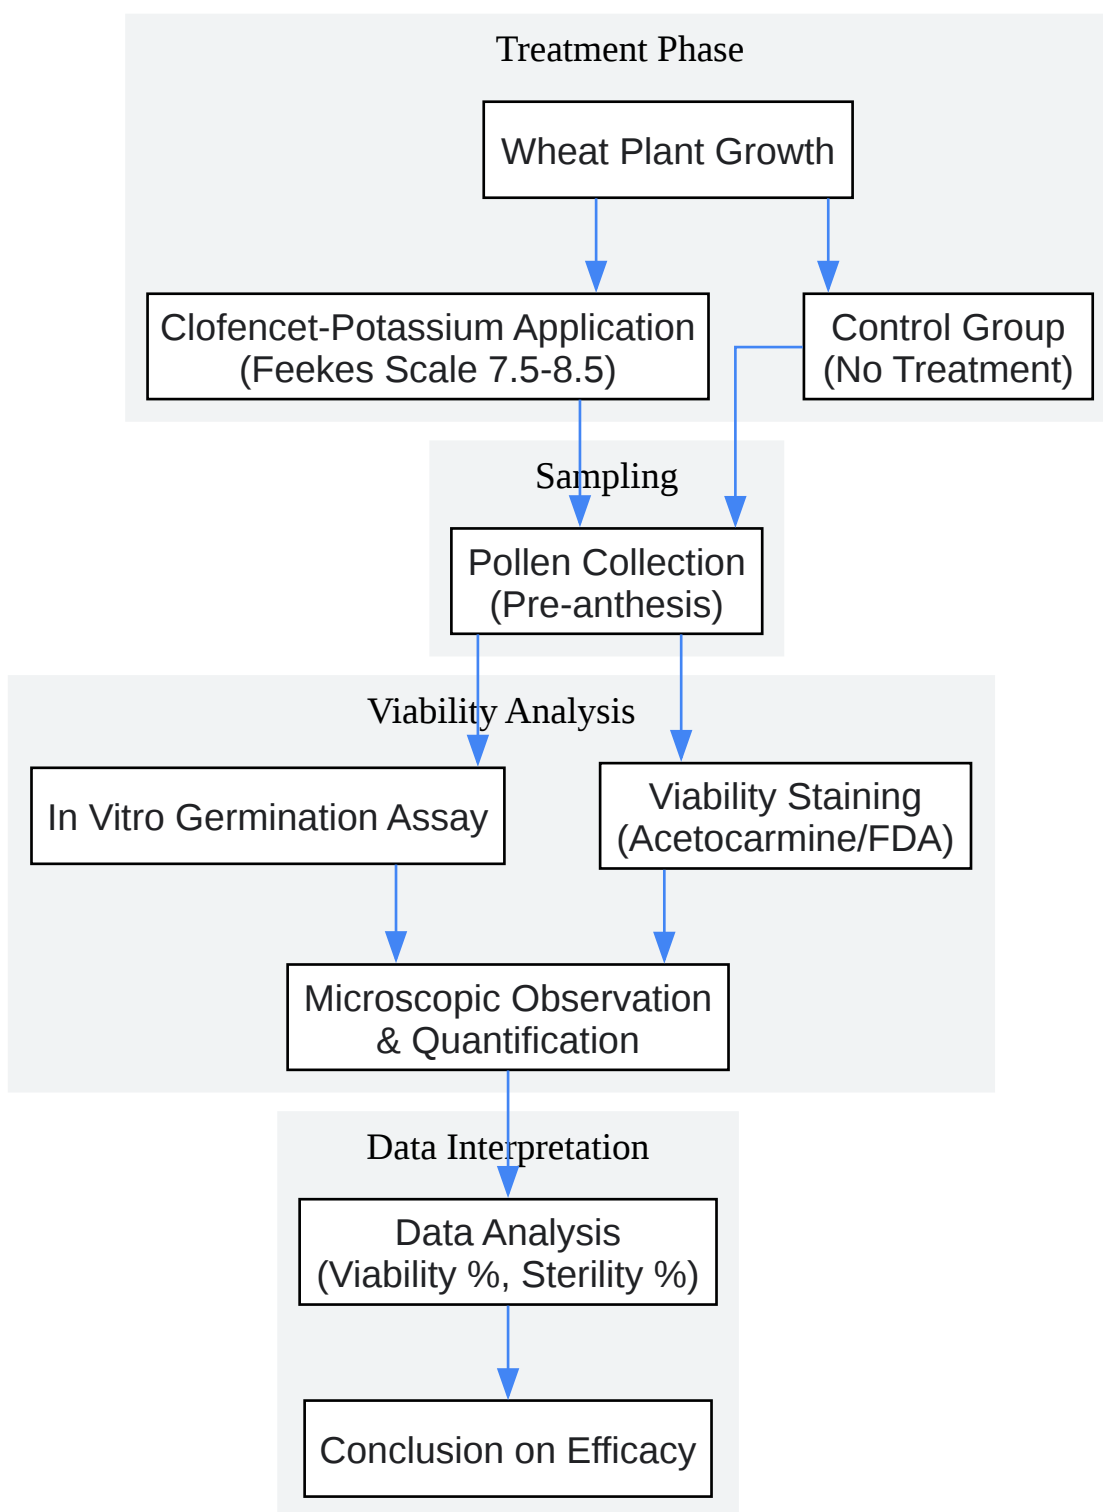 Treatment Phase
Wheat Plant Growth
Clofencet-Potassium Application
(Feekes Scale 7.5-8.5)
Control Group
(No Treatment)
Sampling
Pollen Collection
(Pre-anthesis)
Viability Analysis
In Vitro Germination Assay
Viability Staining
(Acetocarmine/FDA)
Microscopic Observation
& Quantification
Data Interpretation
Data Analysis
(Viability %, Sterility %)
Conclusion on Efficacy